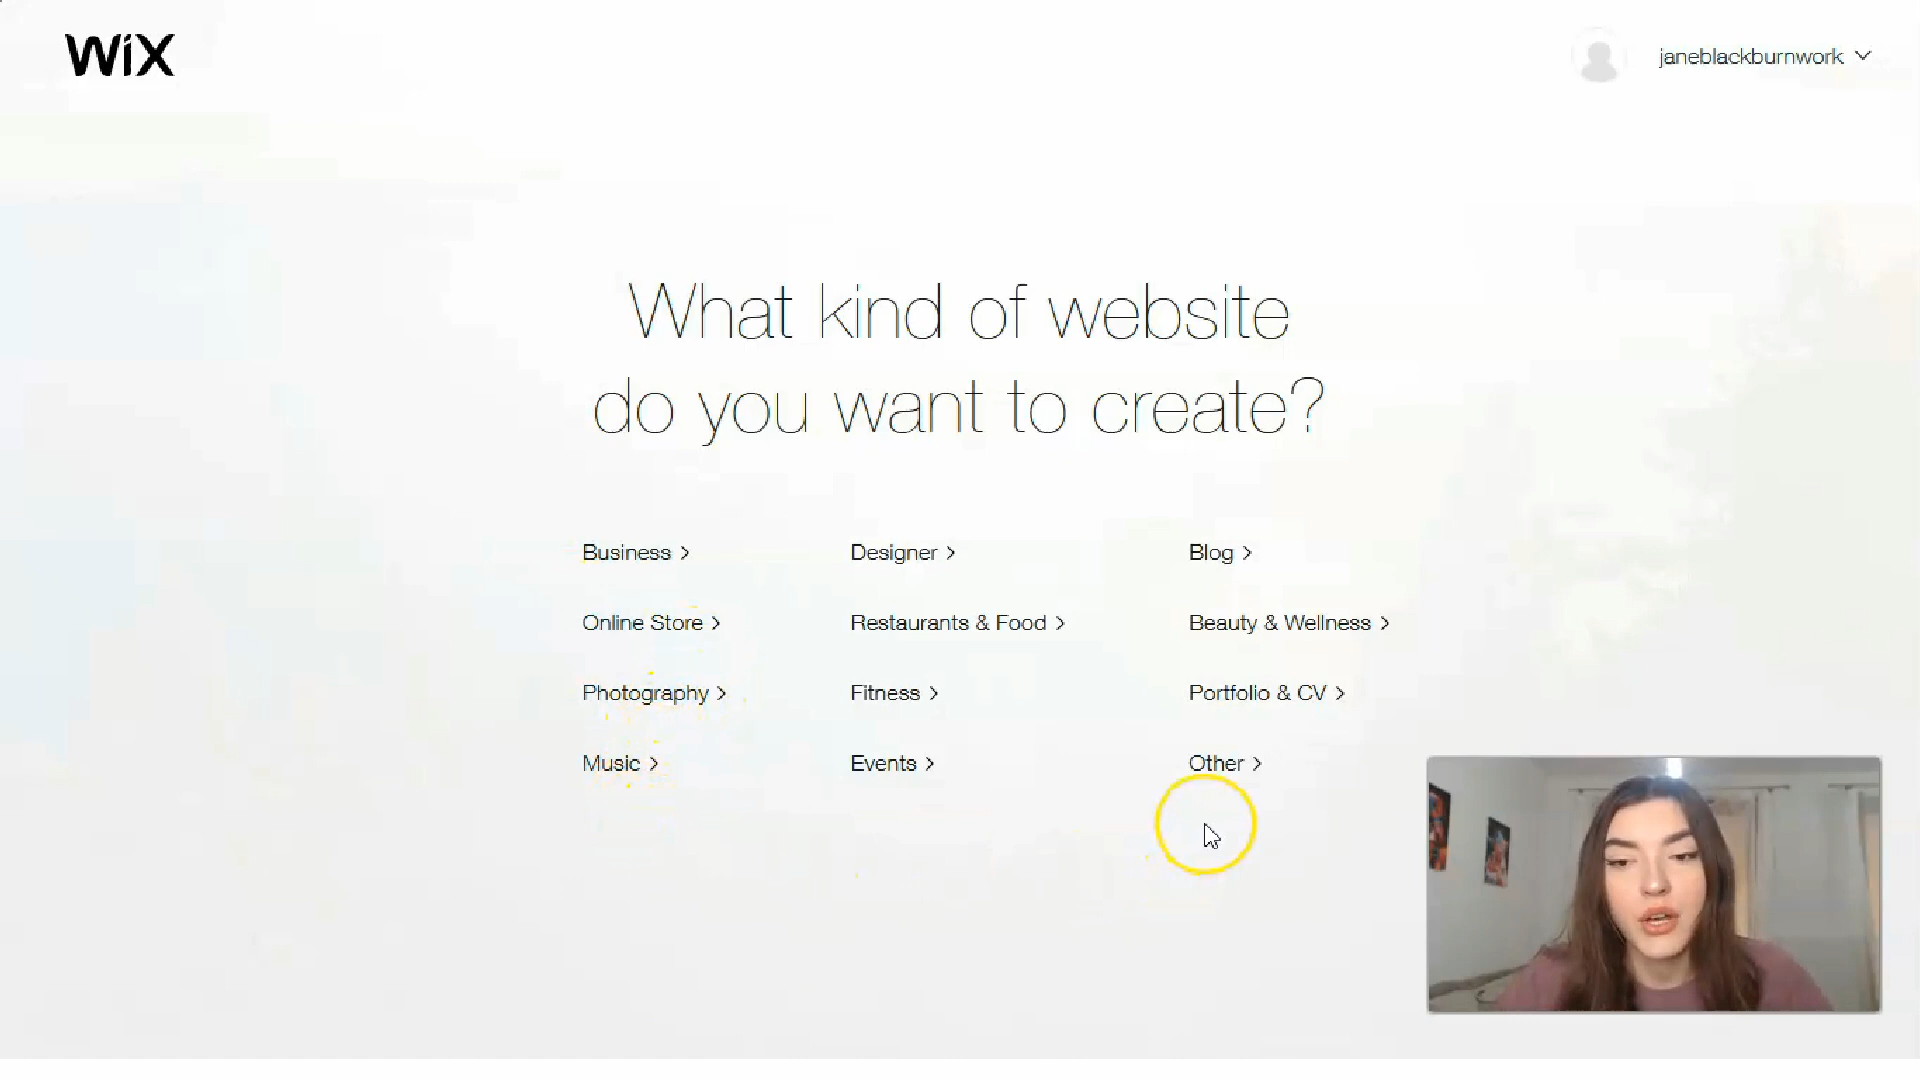 WiX
janeblackburnwork
What kind of website
do you want to create?
Business >
Designer >
Blog >
Online Store >
Restaurants & Food >
Beauty & Wellness >
Photography >
Fitness >
Portfolio & CV >
Music >
Events >
Other >